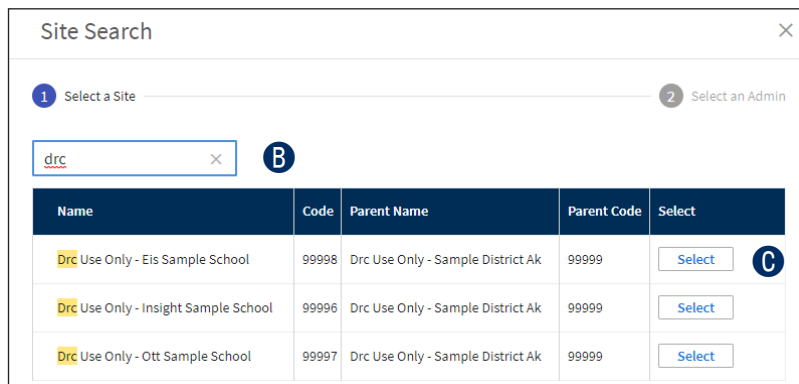 Site Search
1 Select a Site 2 Select an Admin
drc B
Name Code Parent Name Parent Code Select
Drc Use Only - Eis Sample School 99998 Drc Use Only - Sample District Ak 99999 Select C
Drc Use Only - Insight Sample School 99996 Drc Use Only - Sample District Ak 99999 Select
Drc Use Only - Ott Sample School 99997 Drc Use Only - Sample District Ak 99999 Select